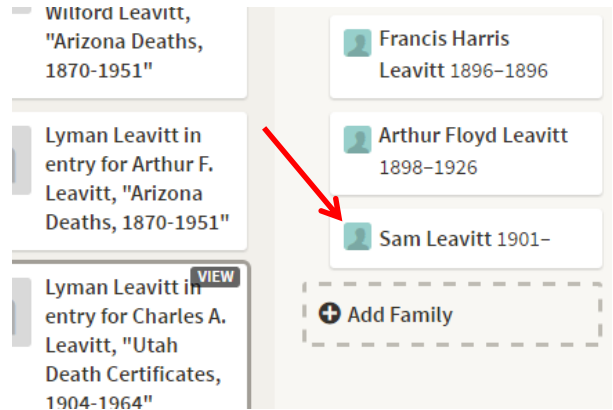 Wilford Leavitt,
"Arizona Deaths,
1870-1951"
Lyman Leavitt in
entry for Arthur F.
Leavitt, "Arizona
Deaths, 1870-1951"
VIEW
Lyman Leavitt in
entry for Charles A.
Leavitt, "Utah
Death Certificates,
1904-1964"
Francis Harris
Leavitt 1896–1896
Arthur Floyd Leavitt
1898–1926
Sam Leavitt 1901–
Add Family